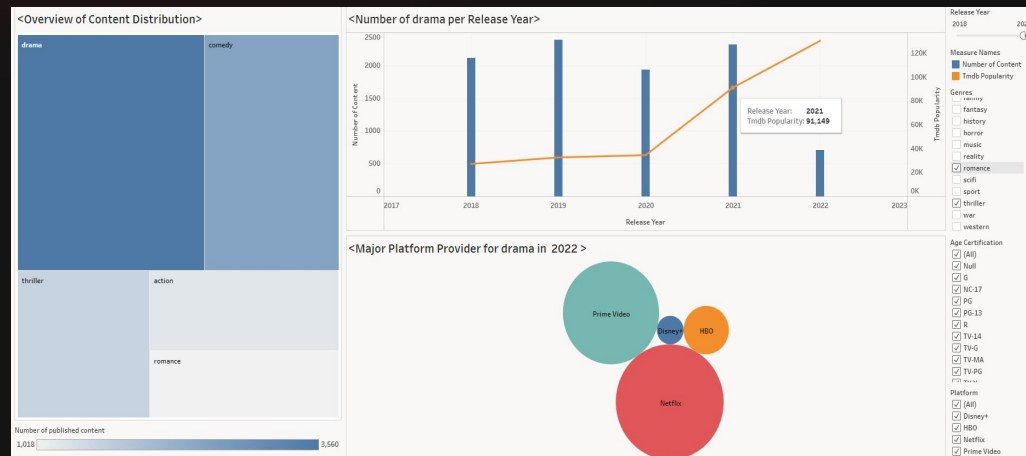 <Overview of Content Distribution>
drama
comedy
thriller
action
romance
Number of published content
1,018
3,560
<Number of drama per Release Year>
2500
2000
1500
1000
500
0
Number of Content
120K
100K
80K
60K
40K
20K
0K
Tmdb Popularity
Release Year: 2021
Tmdb Popularity: 91,149
2017 2018 2019 2020 2021 2022 2023
Release Year
<Major Platform Provider for drama in 2022 >
Prime Video
Disney+
HBO
Netflix
Release Year
2018
Measure Names
Number of Content
Tmdb Popularity
Genres
fantasy
history
horror
music
reality
romance
scifi
sport
thriller
war
western
Age Certification
(All)
Null
G
NC-17
PG
PG-13
R
TV-14
TV-G
TV-MA
TV-PG
Platform
(All)
Disney+
HBO
Netflix
Prime Video